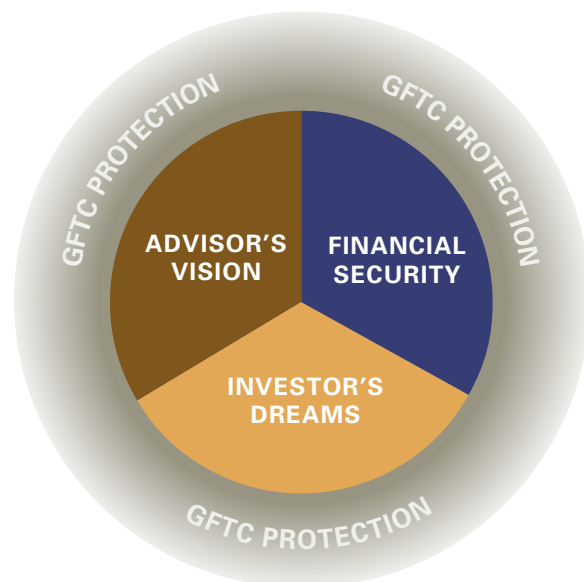 GFTC PROTECTION
GFTC PROTECTION
ADVISOR’S
VISION
FINANCIAL
SECURITY
INVESTOR’S
DREAMS
GFTC PROTECTION